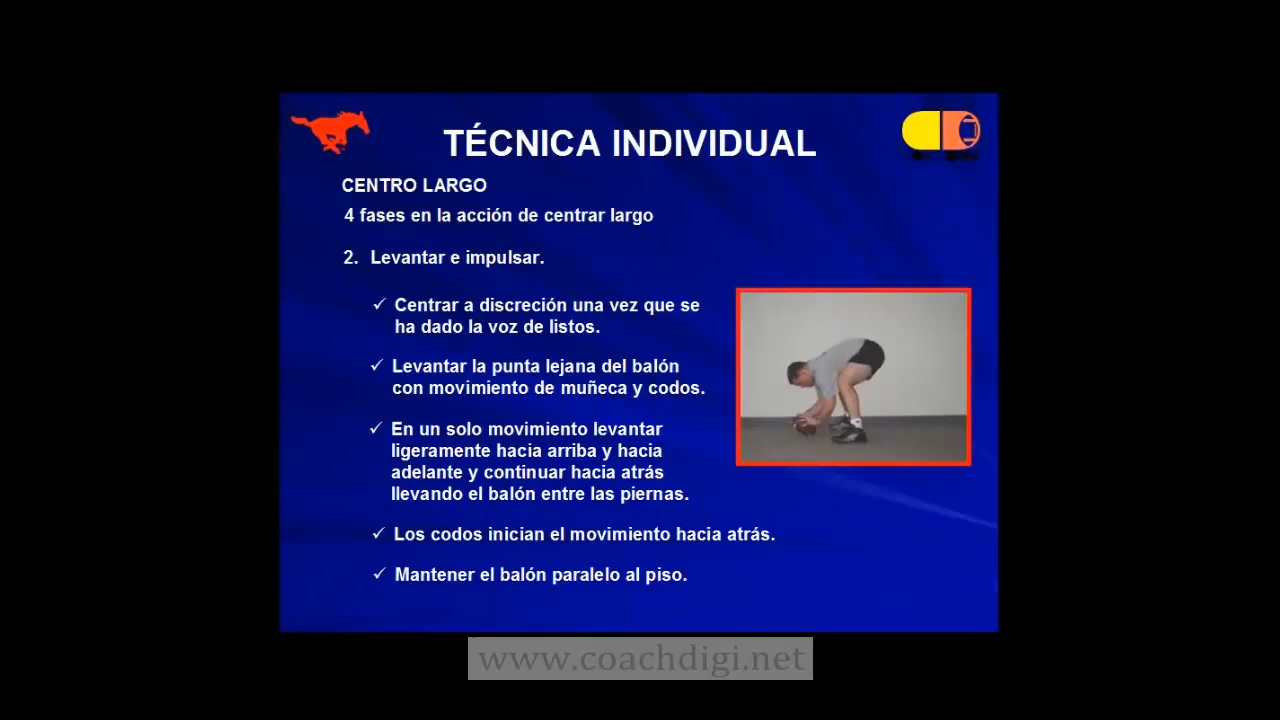 TÉCNICA INDIVIDUAL
CENTRO LARGO
4 fases en la acción de centrar largo
2. Levantar e impulsar.
✓ Centrar a discreción una vez que se
ha dado la voz de listos.
✓ Levantar la punta lejana del balón
con movimiento de muñeca y codos.
✓ En un solo movimiento levantar
ligeramente hacia arriba y hacia
adelante y continuar hacia atrás
llevando el balón entre las piernas.
✓ Los codos inician el movimiento hacia atrás.
✓ Mantener el balón paralelo al piso.
www.coachdigi.net